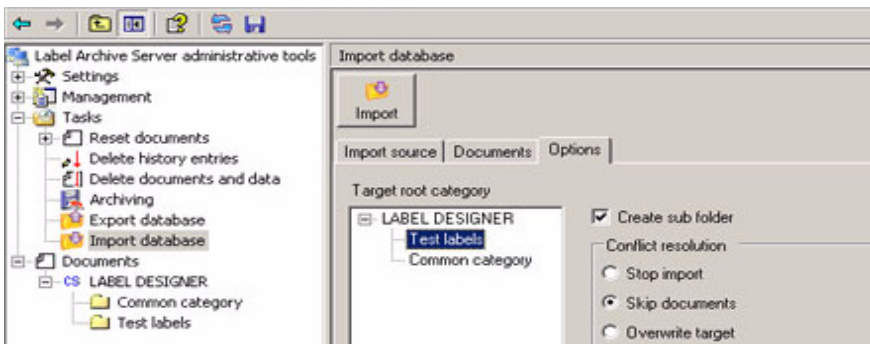 Label Archive Server administrative tools
Settings
Management
Tasks
Reset documents
Delete history entries
Delete documents and data
Archiving
Export database
Import database
Documents
CS LABEL DESIGNER
Common category
Test labels
Import database
Import
Import source Documents Options
Target root category
LABEL DESIGNER
Test labels
Common category
Create sub folder
Conflict resolution
Stop import
Skip documents
Overwrite target